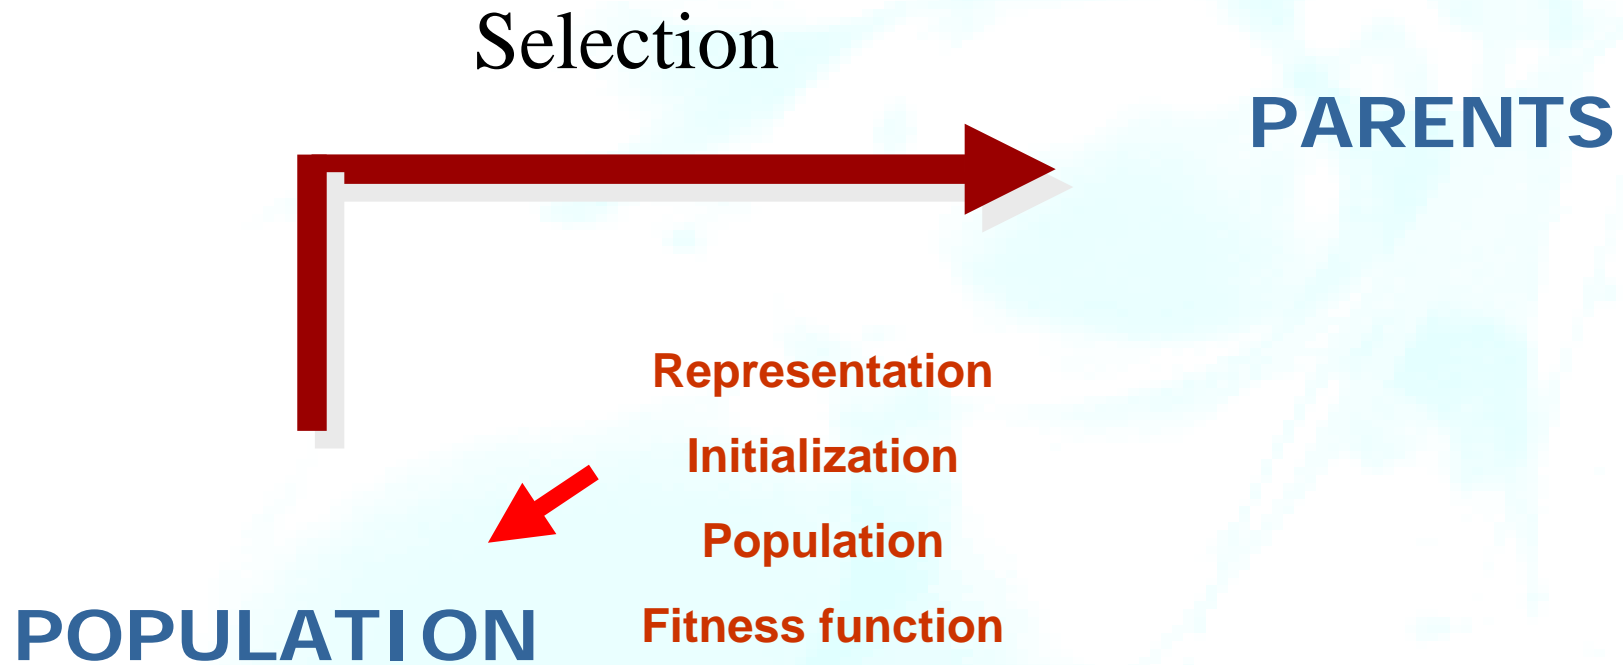 Selection
PARENTS
Representation
Initialization
Population
Fitness function
POPULATION